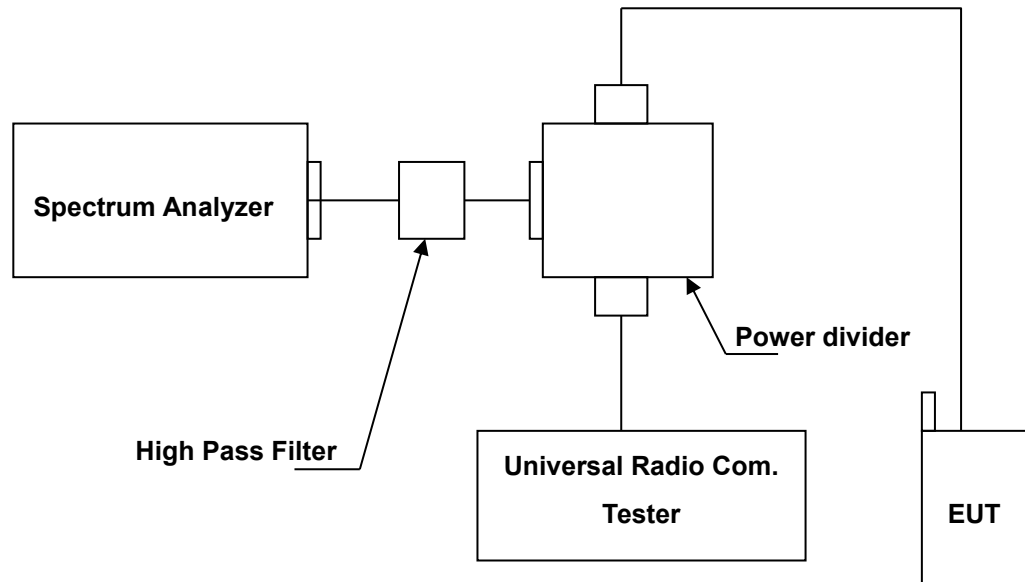 Spectrum Analyzer
Power divider
High Pass Filter
Universal Radio Com.
Tester
EUT